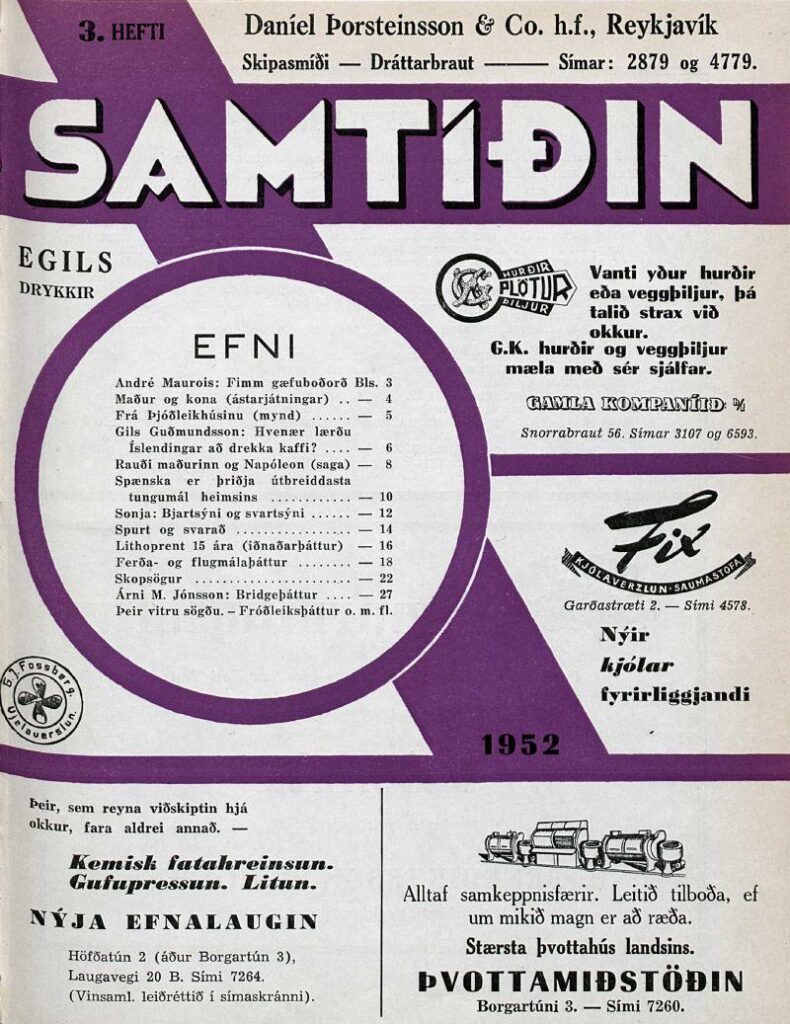 3. HEFTI
Daníel Þorsteinsson & Co. h.f., Reykjavík
Skipasmíði — Dráttarbraut ——— Símar: 2879 og 4779.
SAMTÍÐIN
EGILS
DRYKKIR
EFNI
André Maurois: Fimm gæfuboðorð Bls. 3
Maður og kona (ástarjátningar) .. — 4
Frá Þjóðleikhúsinu (mynd) ...... — 5
Gils Guðmundsson: Hvenær lærðu
Íslendingar að drekka kaffi? .... — 6
Rauði maðurinn og Napóleon (saga) — 8
Spænska er þriðja útbreiddasta
tungumál heimsins ............ — 10
Sonja: Bjartsýni og svartsýni ...... — 12
Spurt og svarað .................. — 14
Lithoprent 15 ára (iðnaðarþáttur) — 16
Ferða- og flugmálaþáttur ........ — 18
Skopsögur ........................ — 22
Árni M. Jónsson: Bridgeþáttur .... — 27
Þeir vitru sögðu. – Fróðleiksþáttur o. m. fl.
HURÐIR
PLÖTUR
ÞILJUR
Vanti yður hurðir
eða veggþiljur, þá
talið strax við
okkur.
G.K. hurðir og veggþiljur
mæla með sér sjálfar.
GAMLA KOMPANÍIÐ h/f
Snorrabraut 56. Símar 3107 og 6593.
Fix
KJÓLAVERZLUN - SAUMASTOFA
Garðastræti 2. — Sími 4578.
Nýir
kjólar
fyrirliggjandi
G.J. Fossberg.
Vjelaverslun.
1952
Þeir, sem reyna viðskiptin hjá
okkur, fara aldrei annað. —
Kemisk fatahreinsun.
Gufupressun. Litun.
NÝJA EFNALAUGIN
Höfðatún 2 (áður Borgartún 3),
Laugavegi 20 B. Sími 7264.
(Vinsaml. leiðréttið í símaskránni).
Alltaf samkeppnisfærir. Leitið tilboða, ef
um mikið magn er að ræða.
Stærsta þvottahús landsins.
ÞVOTTAMIÐSTÖÐIN
Borgartúni 3. — Sími 7260.